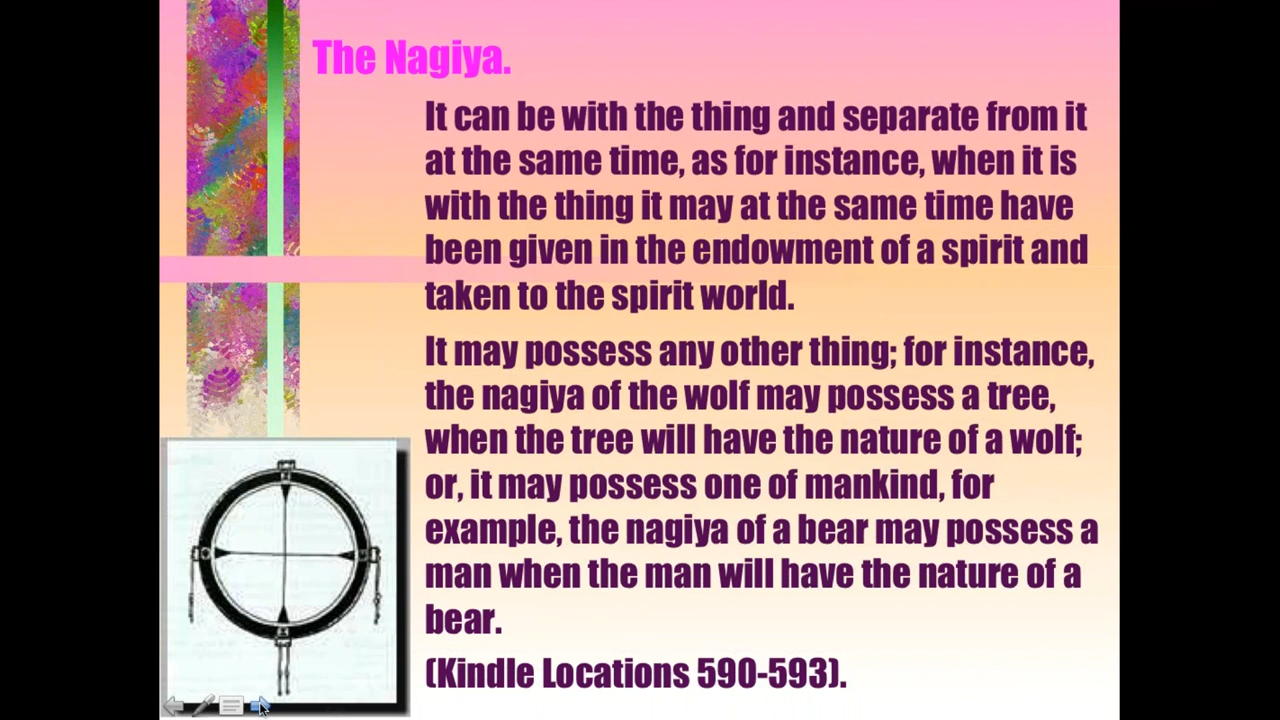 The Nagiya.
It can be with the thing and separate from it
at the same time, as for instance, when it is
with the thing it may at the same time have
been given in the endowment of a spirit and
taken to the spirit world.
It may possess any other thing; for instance,
the nagiya of the wolf may possess a tree,
when the tree will have the nature of a wolf;
or, it may possess one of mankind, for
example, the nagiya of a bear may possess a
man when the man will have the nature of a
bear.
(Kindle Locations 590-593).